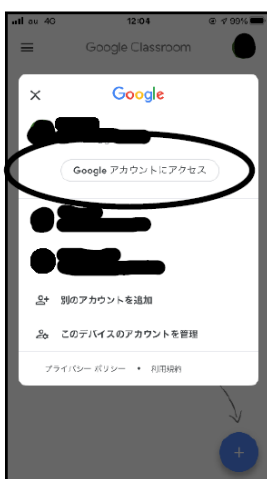 au 4G 12:04 99%
Google Classroom
Google
Google アカウントにアクセス
別のアカウントを追加
このデバイスのアカウントを管理
プライバシー ポリシー • 利用規約